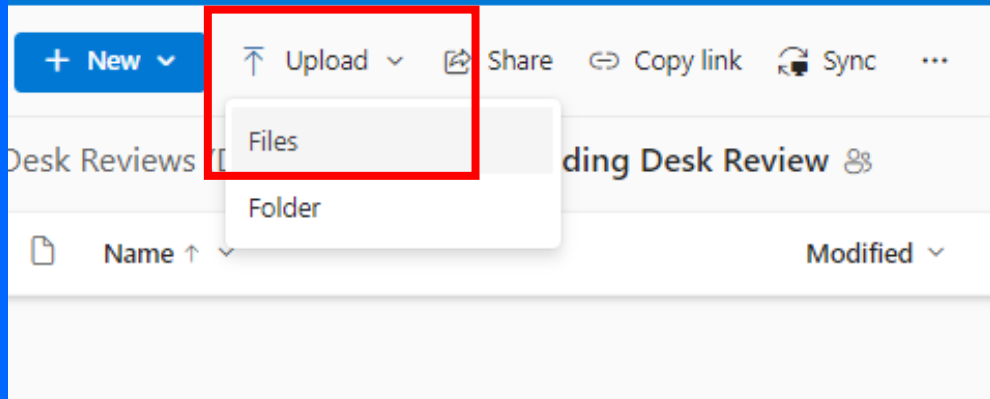 + New Upload Share Copy link Sync ...
Desk Reviews ding Desk Review
Files
Folder
Name Modified